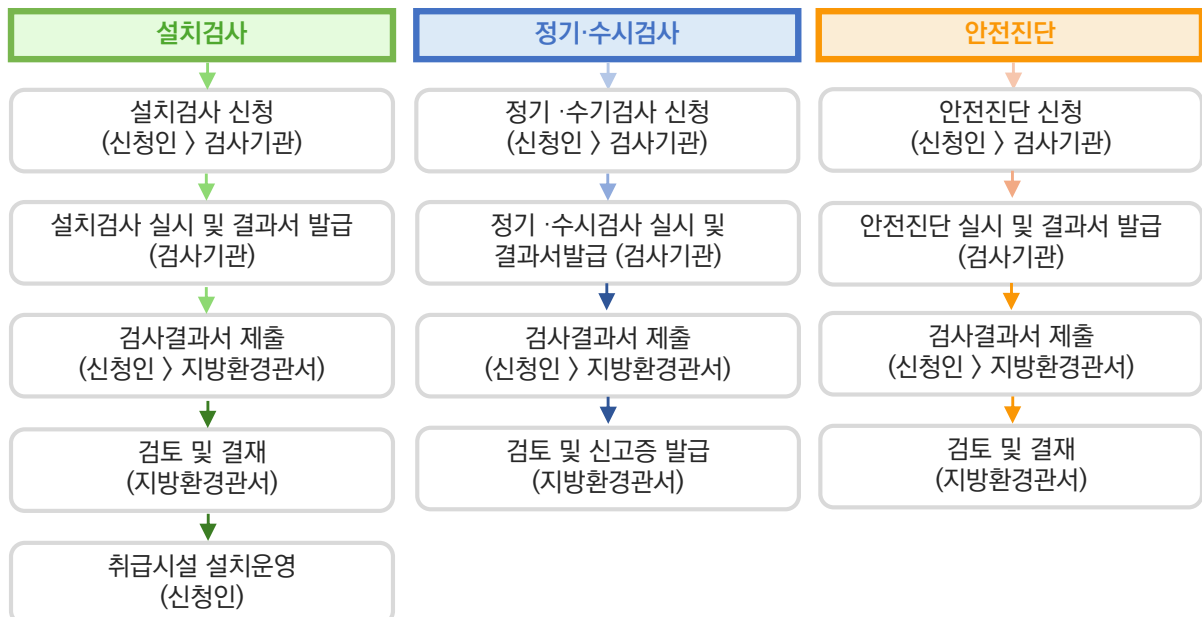 설치검사
설치검사 신청
(신청인 〉 검사기관)
설치검사 실시 및 결과서 발급
(검사기관)
검사결과서 제출
(신청인 〉 지방환경관서)
검토 및 결재
(지방환경관서)
취급시설 설치운영
(신청인)
정기·수시검사
정기 ·수기검사 신청
(신청인 〉 검사기관)
정기 ·수시검사 실시 및
결과서발급 (검사기관)
검사결과서 제출
(신청인 〉 지방환경관서)
검토 및 신고증 발급
(지방환경관서)
안전진단
안전진단 신청
(신청인 〉 검사기관)
안전진단 실시 및 결과서 발급
(검사기관)
검사결과서 제출
(신청인 〉 지방환경관서)
검토 및 결재
(지방환경관서)